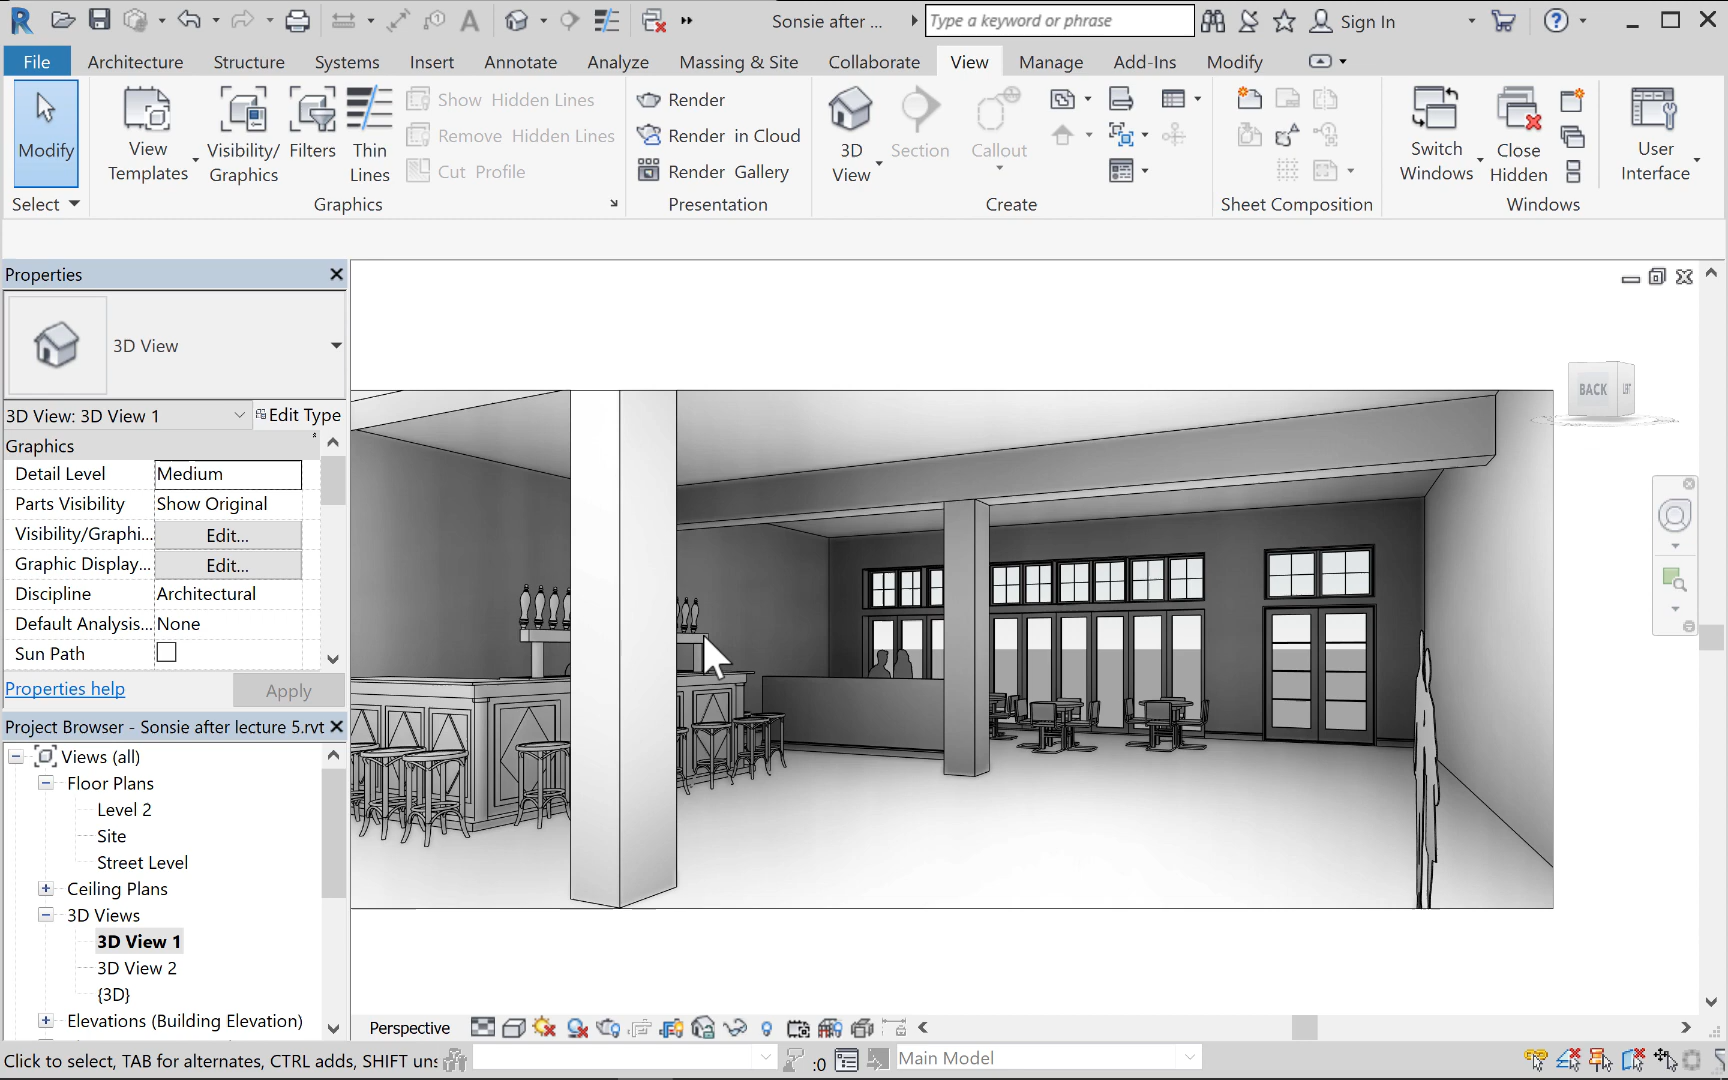 Sonsie after ...
Type a keyword or phrase
Sign In
File Architecture Structure Systems Insert Annotate Analyze Massing & Site Collaborate View Manage Add-Ins Modify
Modify
View Templates
Visibility/ Graphics
Filters
Thin Lines
Show Hidden Lines
Remove Hidden Lines
Cut Profile
Render
Render in Cloud
Render Gallery
3D View
Section
Callout
Switch Windows
Close Hidden
User Interface
Select Graphics Presentation Create Sheet Composition Windows
Properties
3D View
3D View: 3D View 1 Edit Type
Graphics
Detail Level Medium
Parts Visibility Show Original
Visibility/Graphi... Edit...
Graphic Display... Edit...
Discipline Architectural
Default Analysis... None
Sun Path
Properties help Apply
Project Browser - Sonsie after lecture 5.rvt
Views (all)
Floor Plans
Level 2
Site
Street Level
Ceiling Plans
3D Views
3D View 1
3D View 2
{3D}
Elevations (Building Elevation)
BACK
Perspective
Click to select, TAB for alternates, CTRL adds, SHIFT uns
:0
Main Model